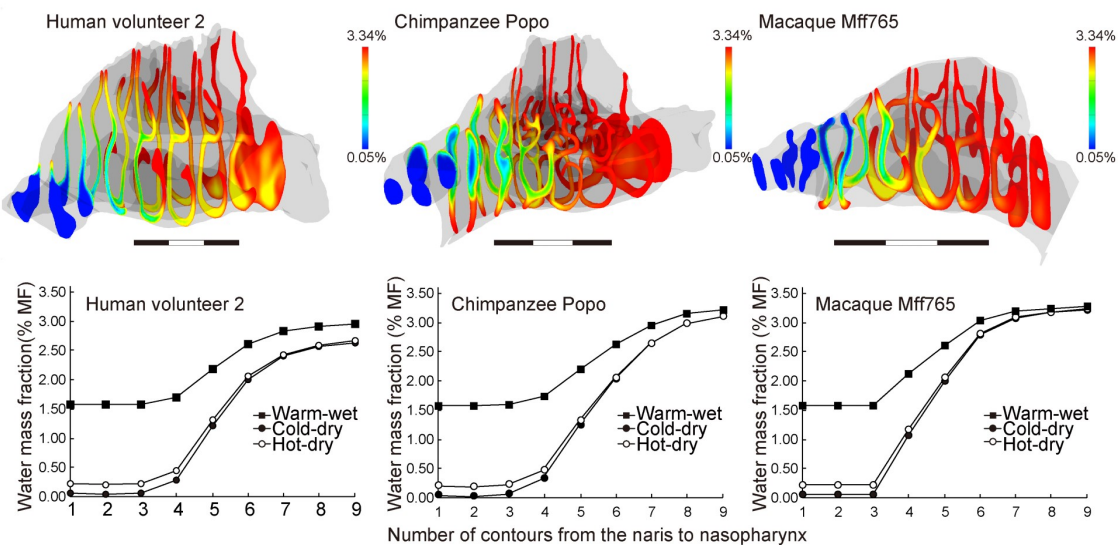 Human volunteer 2
Chimpanzee Popo
Macaque Mff765
3.34%
0.05%
3.34%
0.05%
3.34%
0.05%
Water mass fraction(% MF)
3.50
3.00
2.50
2.00
1.50
1.00
0.50
0.00
Human volunteer 2
Warm-wet
Cold-dry
Hot-dry
1 2 3 4 5 6 7 8 9
Water mass fraction (% MF)
3.50
3.00
2.50
2.00
1.50
1.00
0.50
0.00
Chimpanzee Popo
Warm-wet
Cold-dry
Hot-dry
1 2 3 4 5 6 7 8 9
Water mass fraction (% MF)
3.50
3.00
2.50
2.00
1.50
1.00
0.50
0.00
Macaque Mff765
Warm-wet
Cold-dry
Hot-dry
1 2 3 4 5 6 7 8 9
Number of contours from the naris to nasopharynx